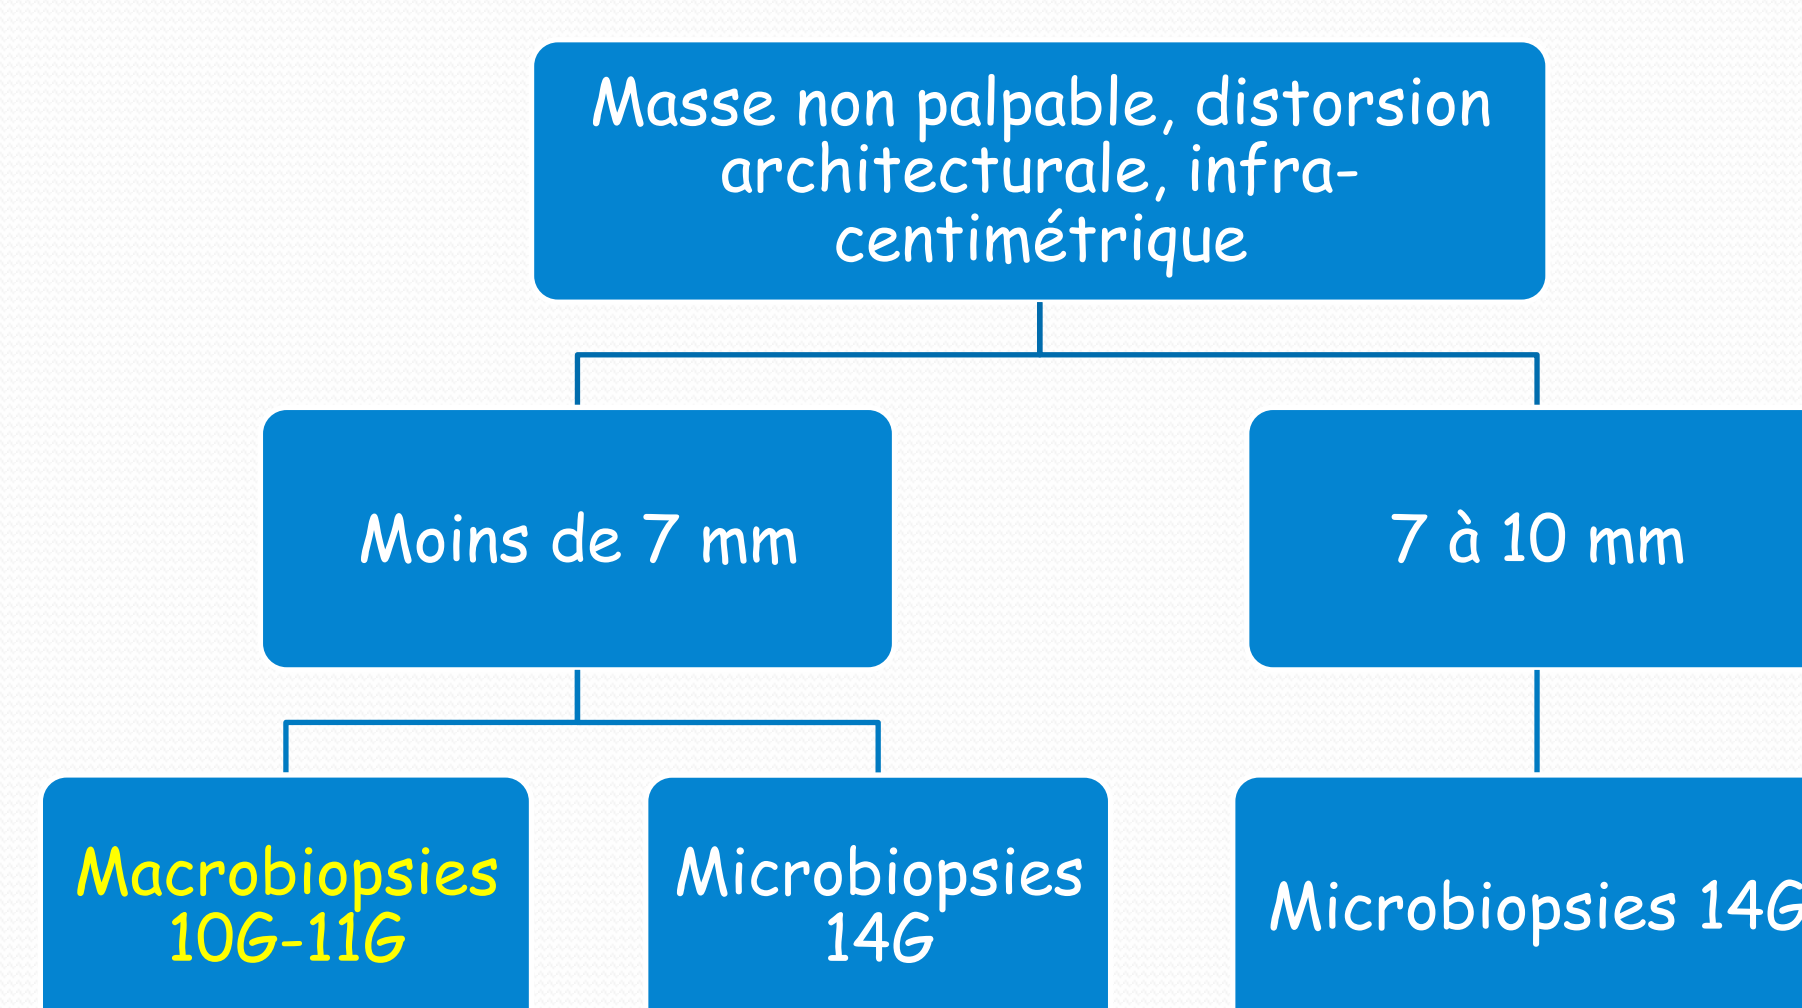 Masse non palpable, distorsion
architecturale, infra-
centimétrique
Moins de 7 mm
7 à 10 mm
Macrobiopsies
10G-11G
Microbiopsies
14G
Microbiopsies 14G